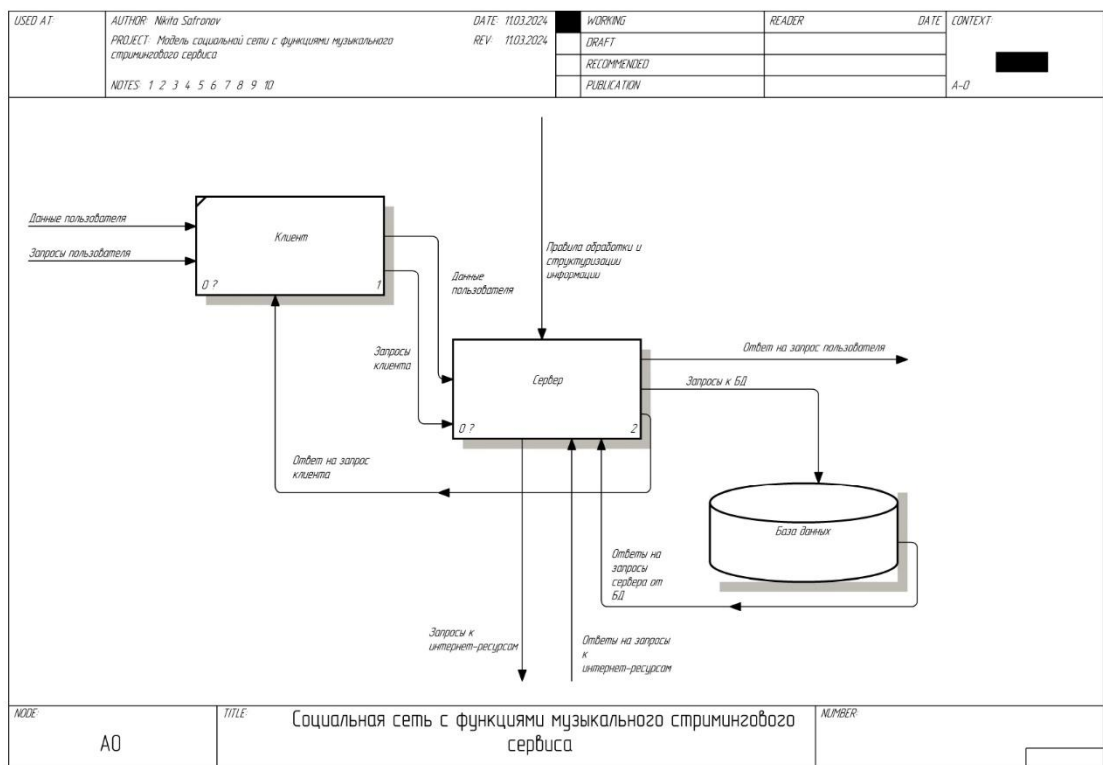 USED AT:
AUTHOR: Nikita Safronov
DATE: 11.03.2024
WORKING
READER
DATE
CONTEXT:
PROJECT: Модель социальной сети с функциями музыкального
стримингового сервиса
REV: 11.03.2024
DRAFT
RECOMMENDED
NOTES: 1 2 3 4 5 6 7 8 9 10
PUBLICATION
A-0
Данные пользователя
Запросы пользователя
Клиент
0 ?
1
Данные
пользователя
Правила обработки и
структуризации
информации
Запросы
клиента
Сервер
0 ?
2
Ответ на запрос пользователя
Запросы к БД
Ответ на запрос
клиента
База данных
Ответы на
запросы
сервера от
БД
Запросы к
интернет-ресурсам
Ответы на запросы
к
интернет-ресурсам
NODE:
A0
TITLE:
Социальная сеть с функциями музыкального стримингового
сервиса
NUMBER: